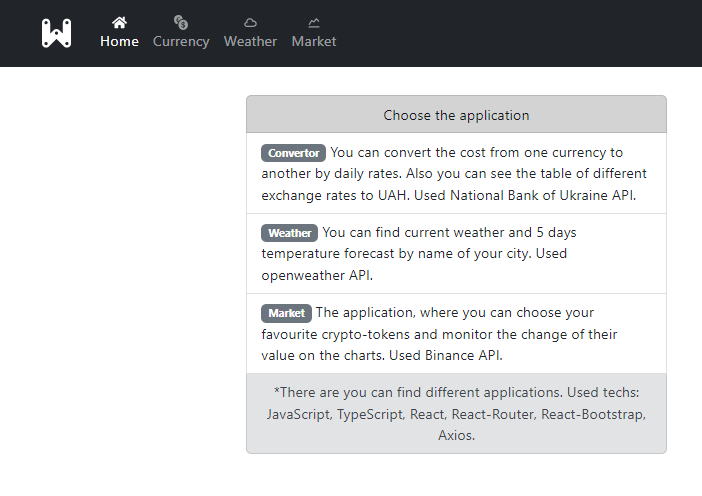 Home Currency Weather Market
Choose the application
Convertor You can convert the cost from one currency to
another by daily rates. Also you can see the table of different
exchange rates to UAH. Used National Bank of Ukraine API.
Weather You can find current weather and 5 days
temperature forecast by name of your city. Used
openweather API.
Market The application, where you can choose your
favourite crypto-tokens and monitor the change of their
value on the charts. Used Binance API.
*There are you can find different applications. Used techs:
JavaScript, TypeScript, React, React-Router, React-Bootstrap,
Axios.